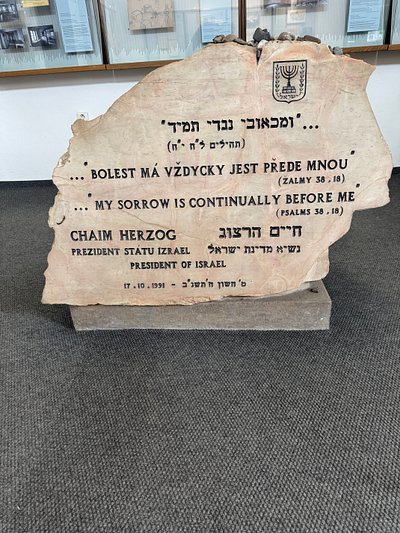 ישראל
..."ומכאובי נגדי תמיד"
(תהילים ל"ח י"ח)
..."BOLEST MÁ VŽDYCKY JEST PŘEDE MNOU"
(ZALMY 38,18)
..."MY SORROW IS CONTINUALLY BEFORE ME"
(PSALMS 38,18)
CHAIM HERZOG חיים הרצוג
PREZIDENT STÁTU IZRAEL נשיא מדינת ישראל
PRESIDENT OF ISRAEL
17.10.1991 - ט' חשון ה'תשנ"ב